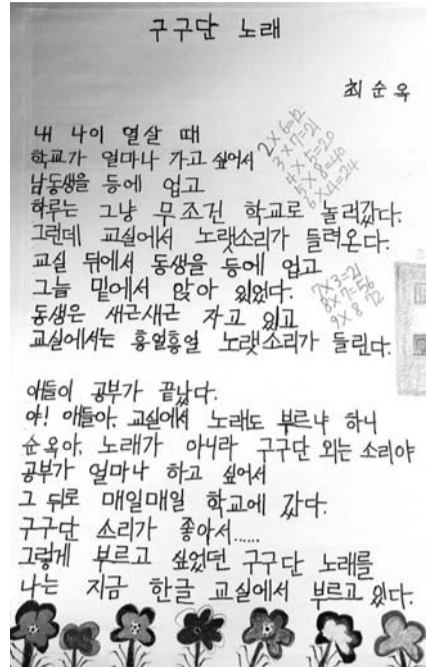 구구단 노래
최순옥
내 나이 열살 때
학교가 얼마나 가고 싶어서
남동생을 등에 업고
하루는 그냥 무조건 학교로 놀러갔다.
그런데 교실에서 노랫소리가 들려온다.
교실 뒤에서 동생을 등에 업고
그늘 밑에서 앉아 있었다.
동생은 새근새근 자고 있고
교실에서는 흥얼흥얼 노랫소리가 들린다.
2×6=12
3×7=21
4×5=20
5×8=40
6×4=24
7×3=21
8×7=56
9×8 72
애들이 공부가 끝났다.
야! 애들아. 교실에서 노래도 부르냐 하니
순옥아, 노래가 아니라 구구단 외는 소리야
공부가 얼마나 하고 싶어서
그 뒤로 매일매일 학교에 갔다.
구구단 소리가 좋아서......
그렇게 부르고 싶었던 구구단 노래를
나는 지금 한글 교실에서 부르고 있다.